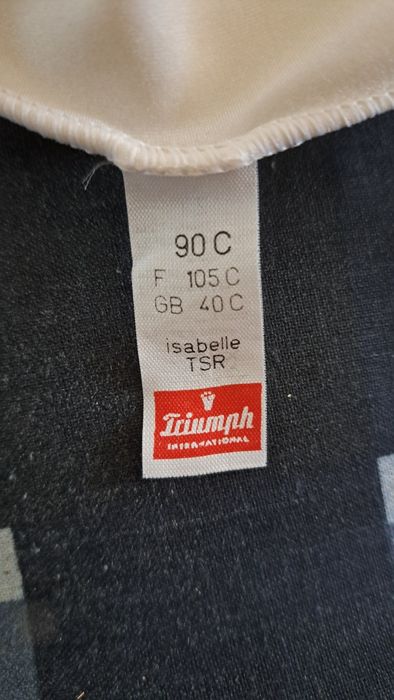 90 C
F 105 C
GB 40 C
isabelle
TSR
Triumph
INTERNATIONAL